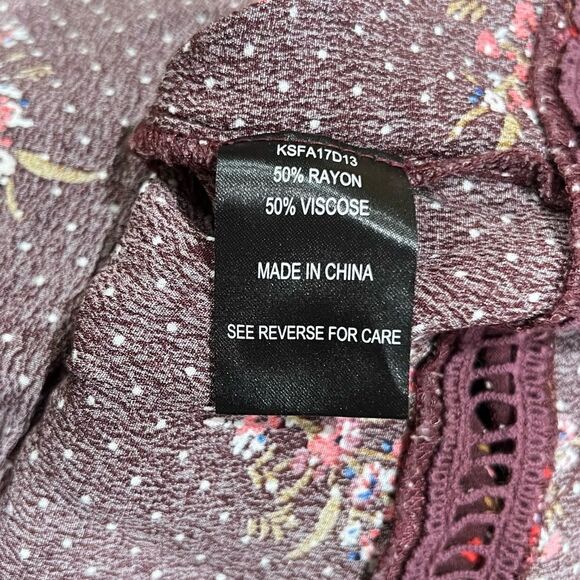 KSFA17D13
50% RAYON
50% VISCOSE
MADE IN CHINA
SEE REVERSE FOR CARE